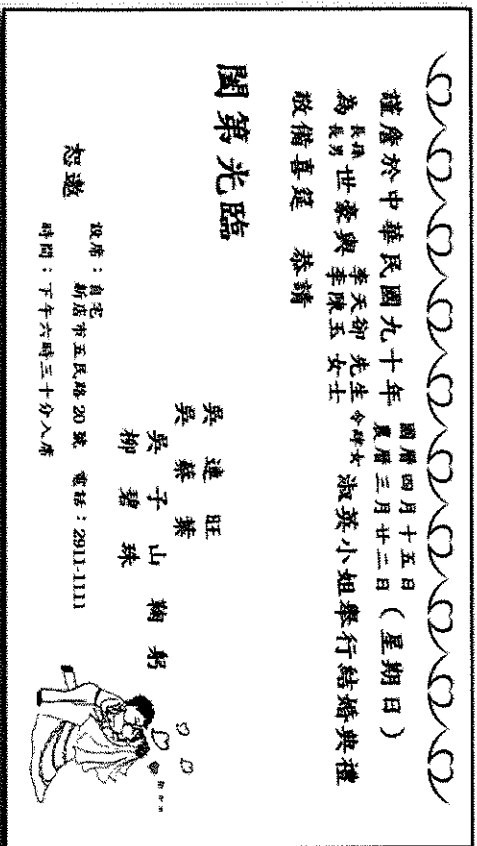 謹詹於中華民國九十年 國曆四月十五日 農曆三月廿二日 (星期日)
為 長孫 長男 世豪與 李天御 先生 李陳玉 女士 令 女 淑英小姐舉行結婚典禮
敬備喜筵 恭請
闔第光臨
吳連旺
吳蔡葉
吳子山
柳碧珠
鞠躬
恕邀
設席:自宅
新店市五民路20號 電話:2911-1111
時間:下午六時三十分入席